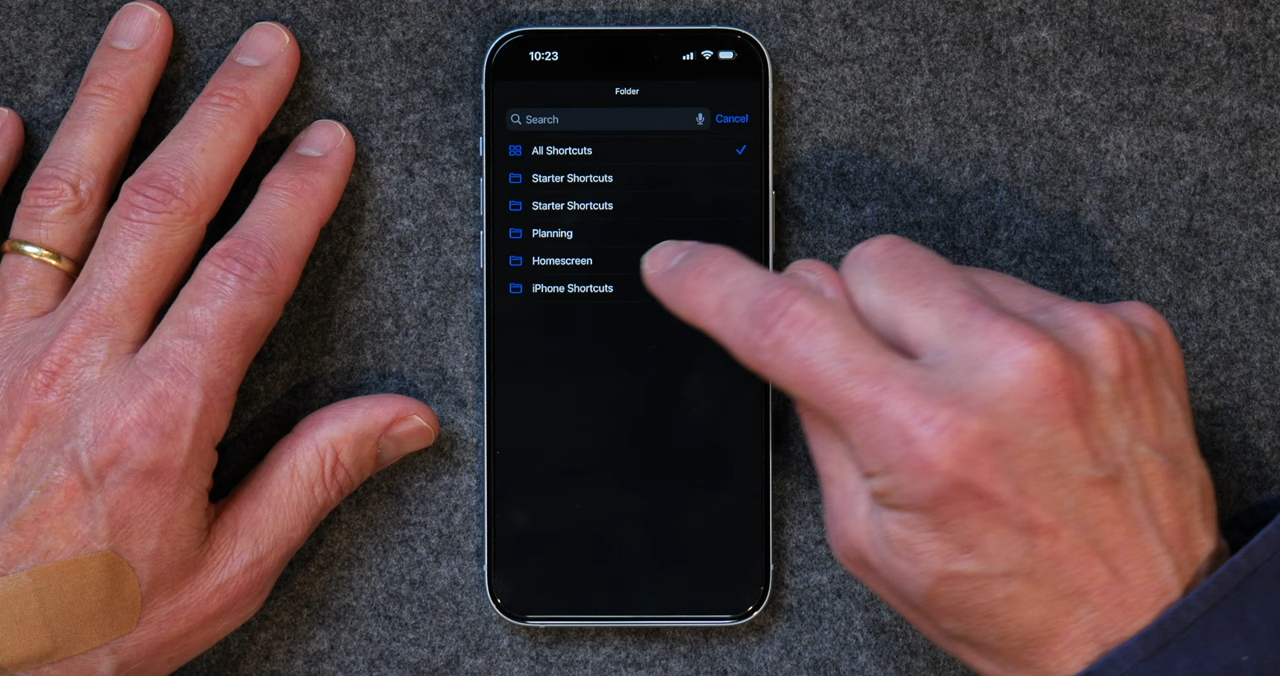 10:23
Folder
Search
Cancel
All Shortcuts
Starter Shortcuts
Starter Shortcuts
Planning
Homescreen
iPhone Shortcuts